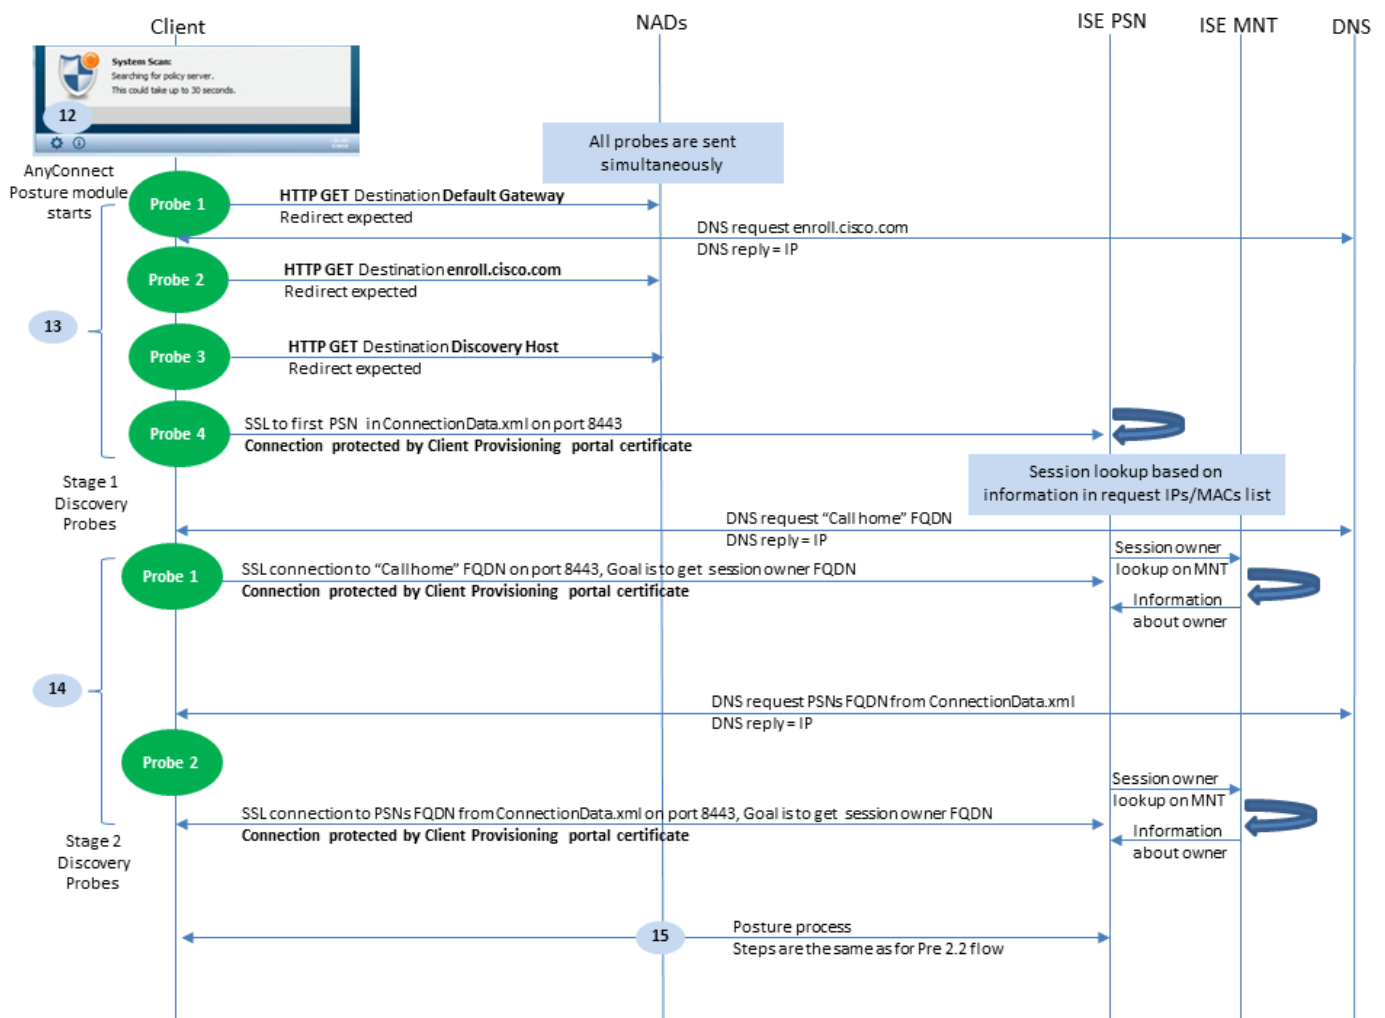 Client
NADs
ISE PSN
ISE MNT
DNS
System Scan:
Searching for policy server.
This could take up to 30 seconds.
12
CISCO
All probes are sent
simultaneously
AnyConnect
Posture module
starts
Probe 1
HTTP GET Destination Default Gateway
Redirect expected
DNS request enroll.cisco.com
DNS reply = IP
Probe 2
HTTP GET Destination enroll.cisco.com
Redirect expected
13
Probe 3
HTTP GET Destination Discovery Host
Redirect expected
Probe 4
SSL to first PSN in ConnectionData.xml on port 8443
Connection protected by Client Provisioning portal certificate
Session lookup based on
information in request IPs/MACs list
Stage 1
Discovery
Probes
DNS request “Call home” FQDN
DNS reply = IP
Probe 1
SSL connection to “Call home” FQDN on port 8443, Goal is to get session owner FQDN
Connection protected by Client Provisioning portal certificate
Session owner
lookup on MNT
Information
about owner
14
DNS request PSNs FQDN from ConnectionData.xml
DNS reply = IP
Probe 2
Session owner
lookup on MNT
SSL connection to PSNs FQDN from ConnectionData.xml on port 8443, Goal is to get session owner FQDN
Connection protected by Client Provisioning portal certificate
Information
about owner
Stage 2
Discovery
Probes
15
Posture process
Steps are the same as for Pre 2.2 flow